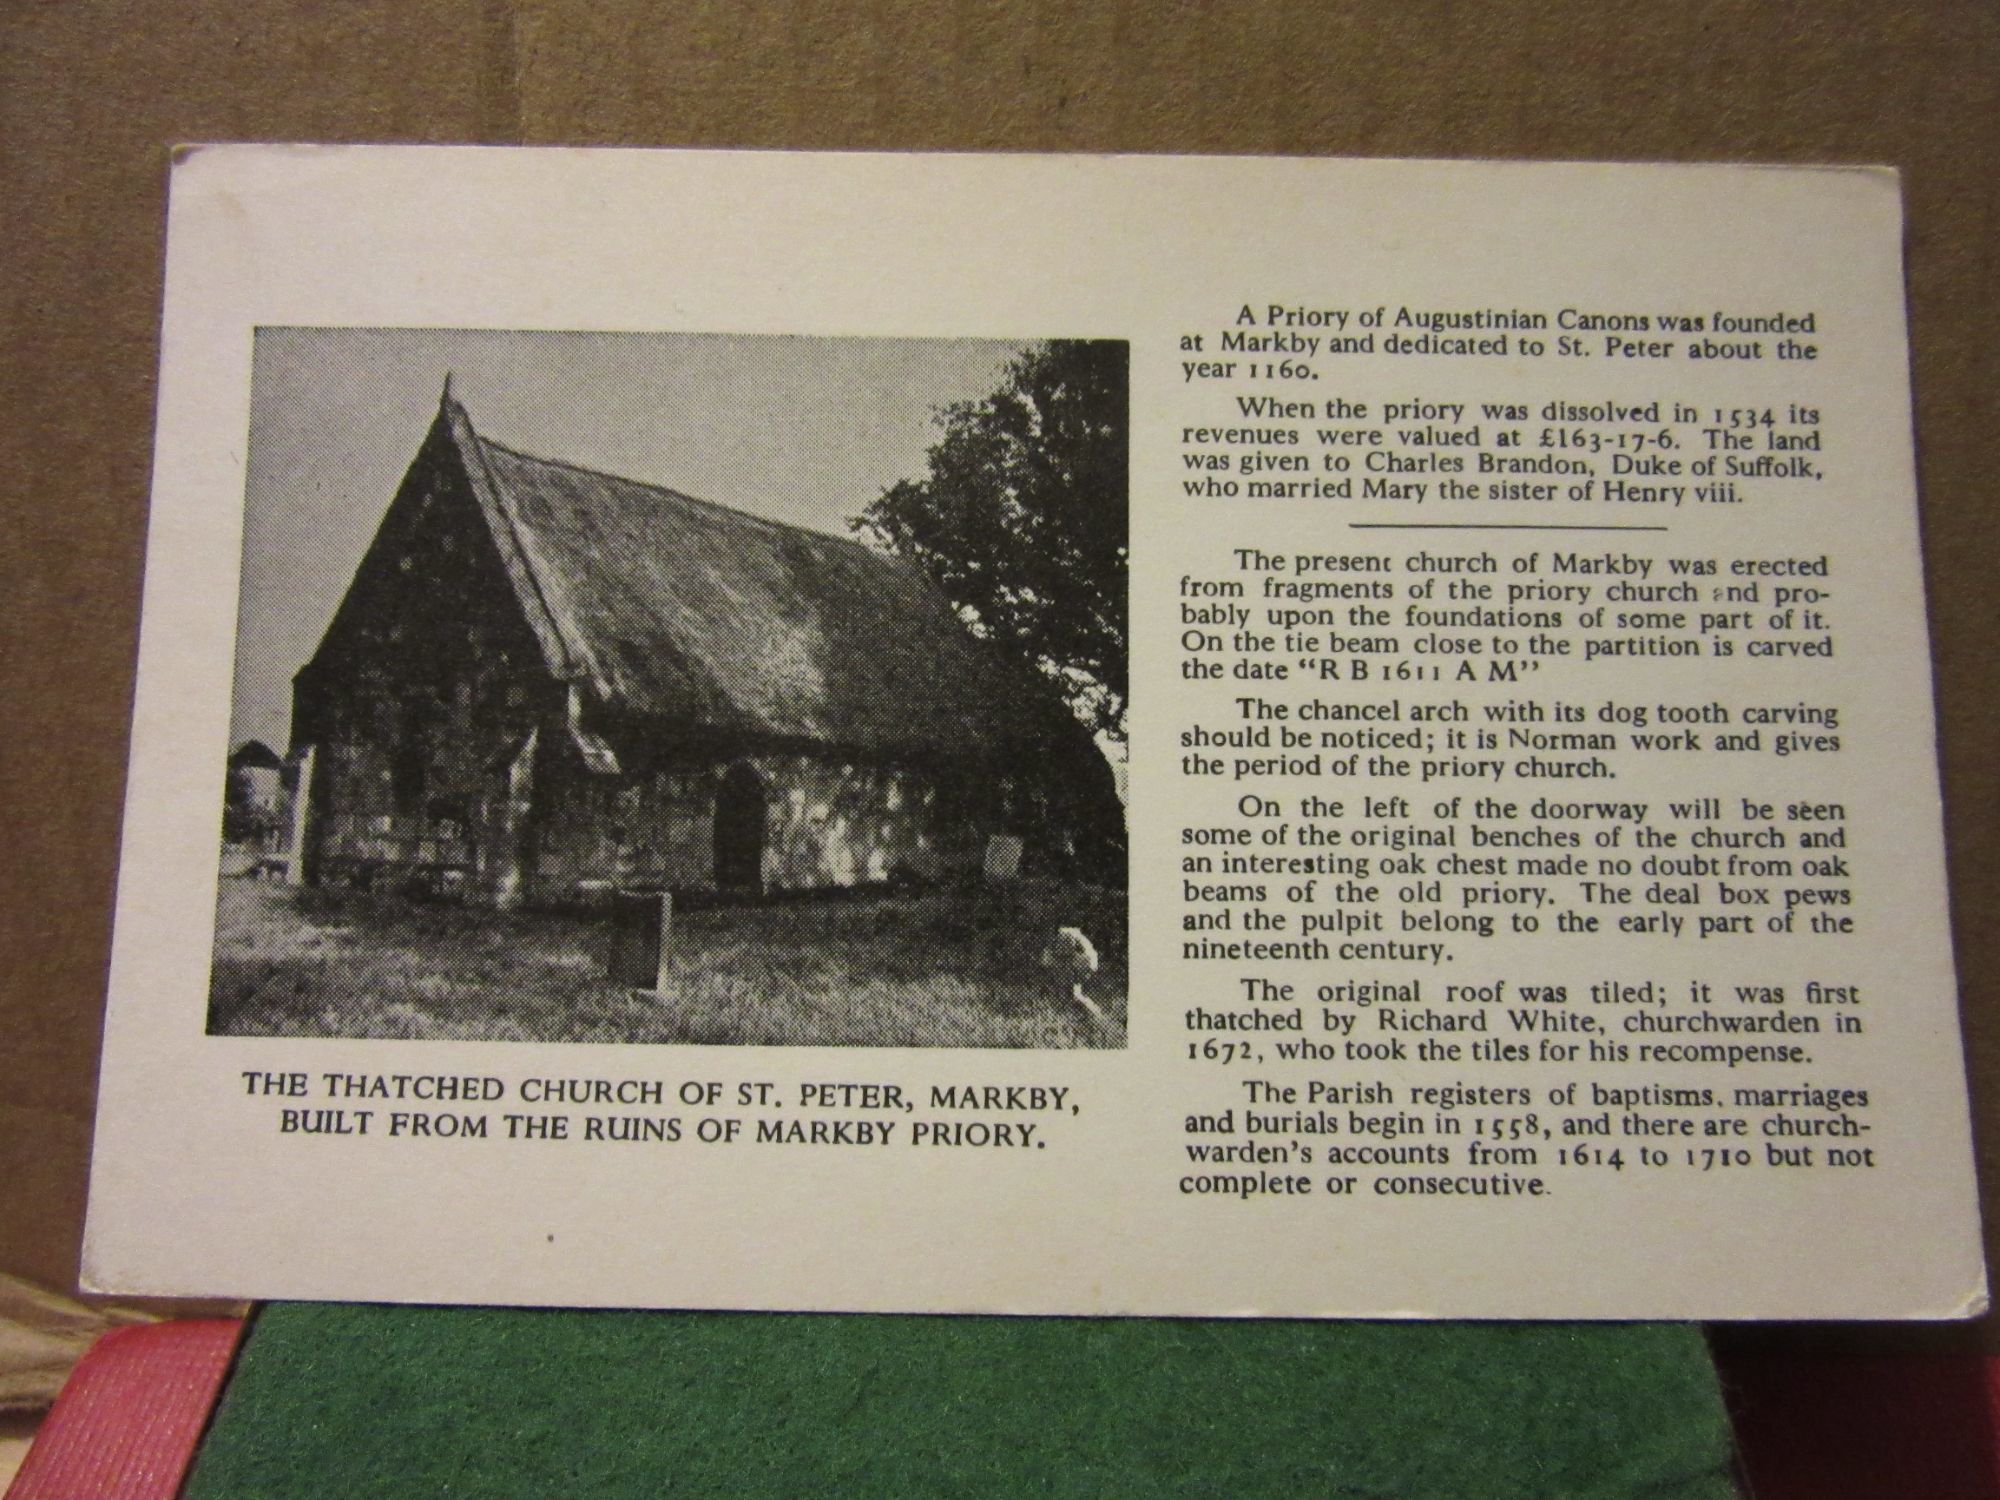 A Priory of Augustinian Canons was founded
at Markby and dedicated to St. Peter about the
year 1160.
When the priory was dissolved in 1534 its
revenues were valued at £163-17-6. The land
was given to Charles Brandon, Duke of Suffolk,
who married Mary the sister of Henry viii.
The present church of Markby was erected
from fragments of the priory church and pro-
bably upon the foundations of some part of it.
On the tie beam close to the partition is carved
the date “R B 1611 A M”
The chancel arch with its dog tooth carving
should be noticed; it is Norman work and gives
the period of the priory church.
On the left of the doorway will be seen
some of the original benches of the church and
an interesting oak chest made no doubt from oak
beams of the old priory. The deal box pews
and the pulpit belong to the early part of the
nineteenth century.
The original roof was tiled; it was first
thatched by Richard White, churchwarden in
1672, who took the tiles for his recompense.
The Parish registers of baptisms, marriages
and burials begin in 1558, and there are church-
warden's accounts from 1614 to 1710 but not
complete or consecutive.
THE THATCHED CHURCH OF ST. PETER, MARKBY,
BUILT FROM THE RUINS OF MARKBY PRIORY.